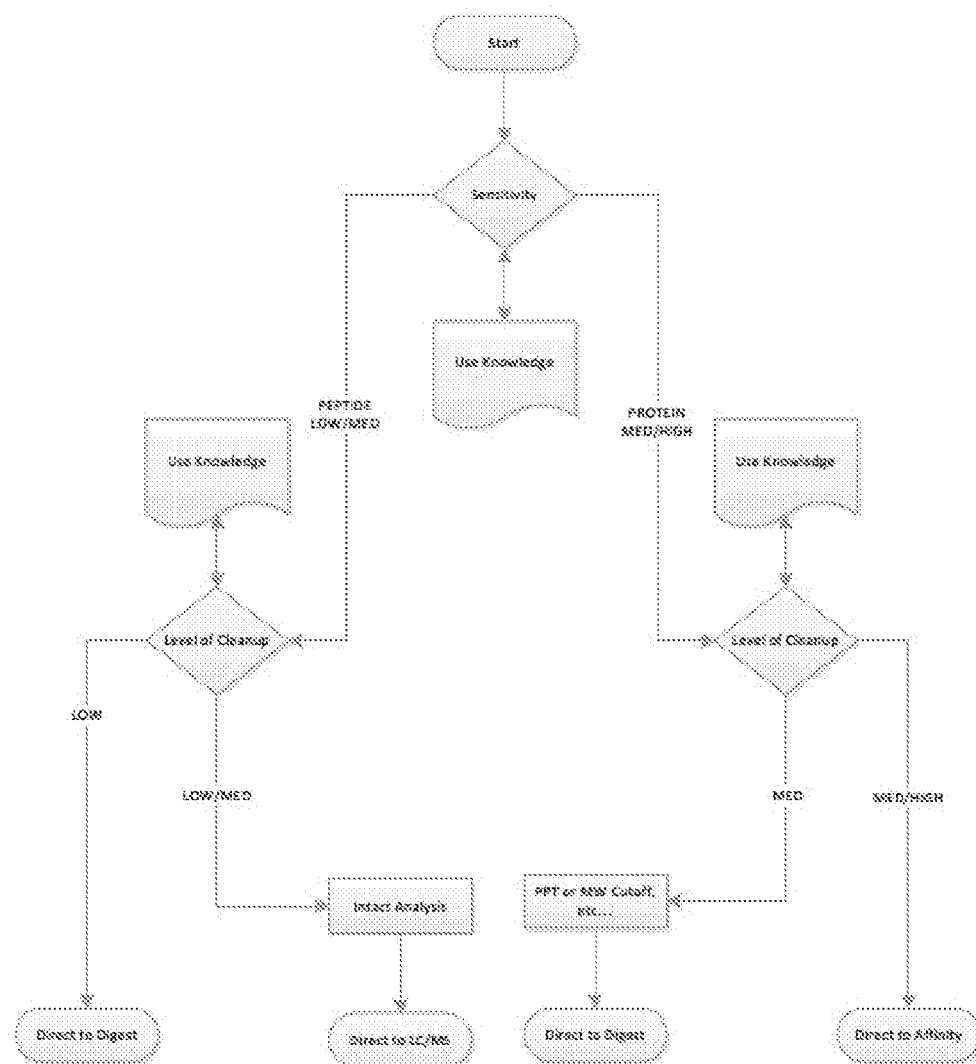 Start
Sensitivity
Use Knowledge
PEPTIDE
LOW/MED
PROTEIN
MED/HIGH
Use Knowledge
Use Knowledge
Level of Cleanup
Level of Cleanup
LOW
LOW/MED
MED
MED/HIGH
Intact Analysis
PPT or MW Cutoff,
etc...
Direct to Digest
Direct to LC/MS
Direct to Digest
Direct to Affinity